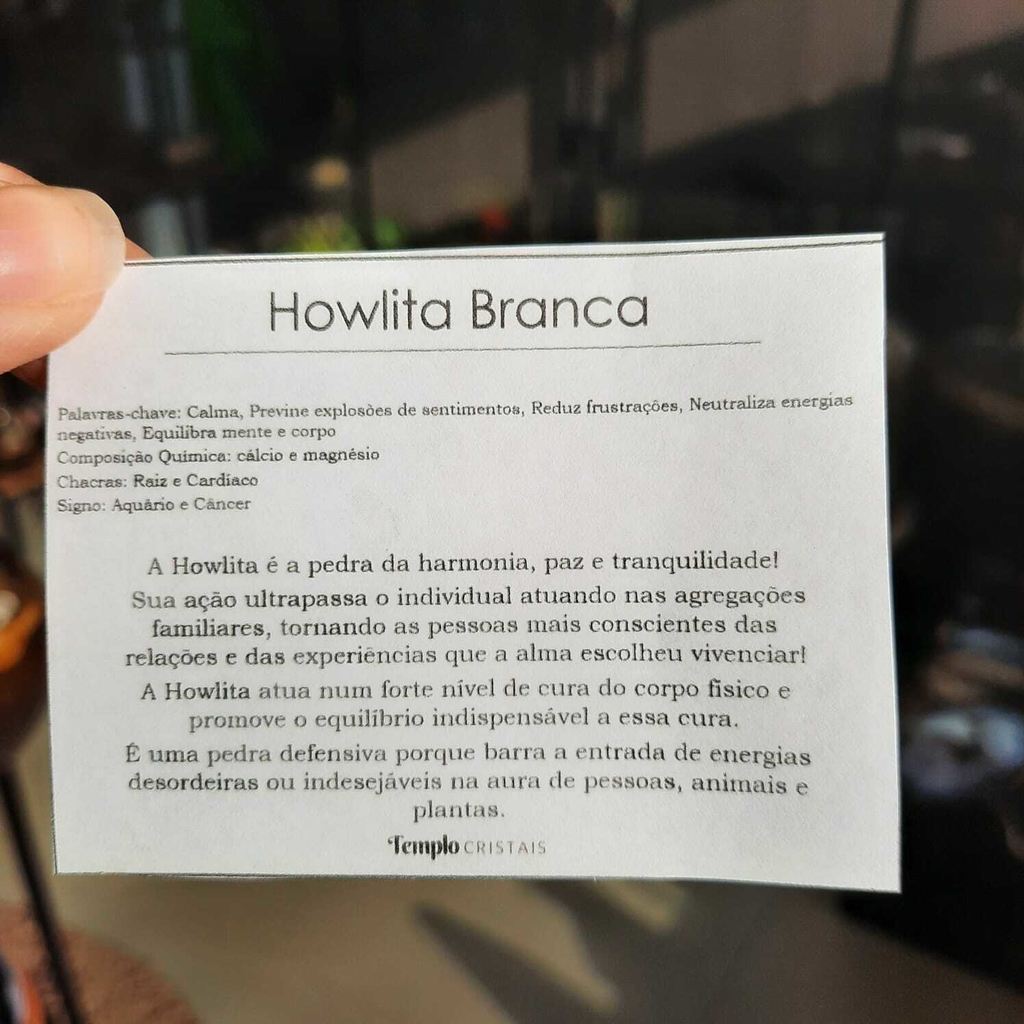 Howlita Branca
Palavras-chave: Calma, Previne explosões de sentimentos, Reduz frustrações, Neutraliza energias
negativas, Equilibra mente e corpo
Composição Química: cálcio e magnésio
Chacras: Raiz e Cardíaco
Signo: Aquário e Câncer
A Howlita é a pedra da harmonia, paz e tranquilidade!
Sua ação ultrapassa o individual atuando nas agregações
familiares, tornando as pessoas mais conscientes das
relações e das experiências que a alma escolheu vivenciar!
A Howlita atua num forte nível de cura do corpo físico e
promove o equilíbrio indispensável a essa cura.
É uma pedra defensiva porque barra a entrada de energias
desordeiras ou indesejáveis na aura de pessoas, animais e
plantas.
Templo CRISTAIS